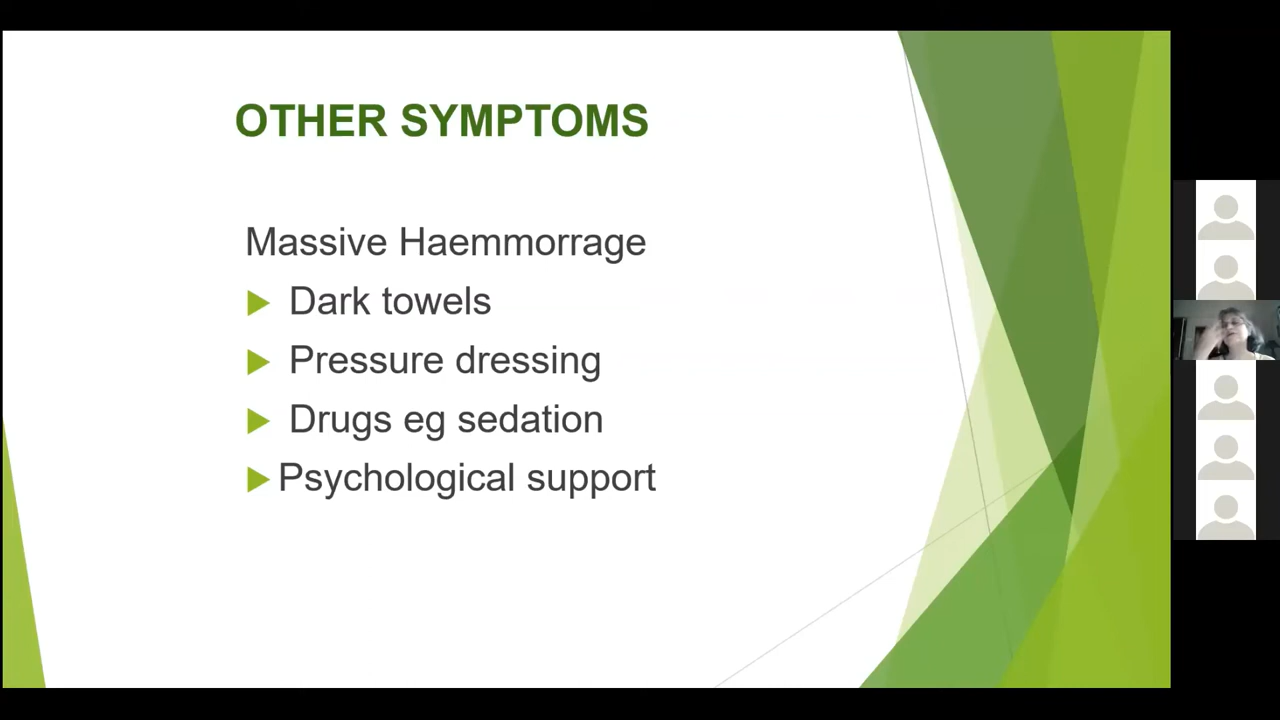 OTHER SYMPTOMS
Massive Haemmorrage
Dark towels
Pressure dressing
Drugs eg sedation
Psychological support